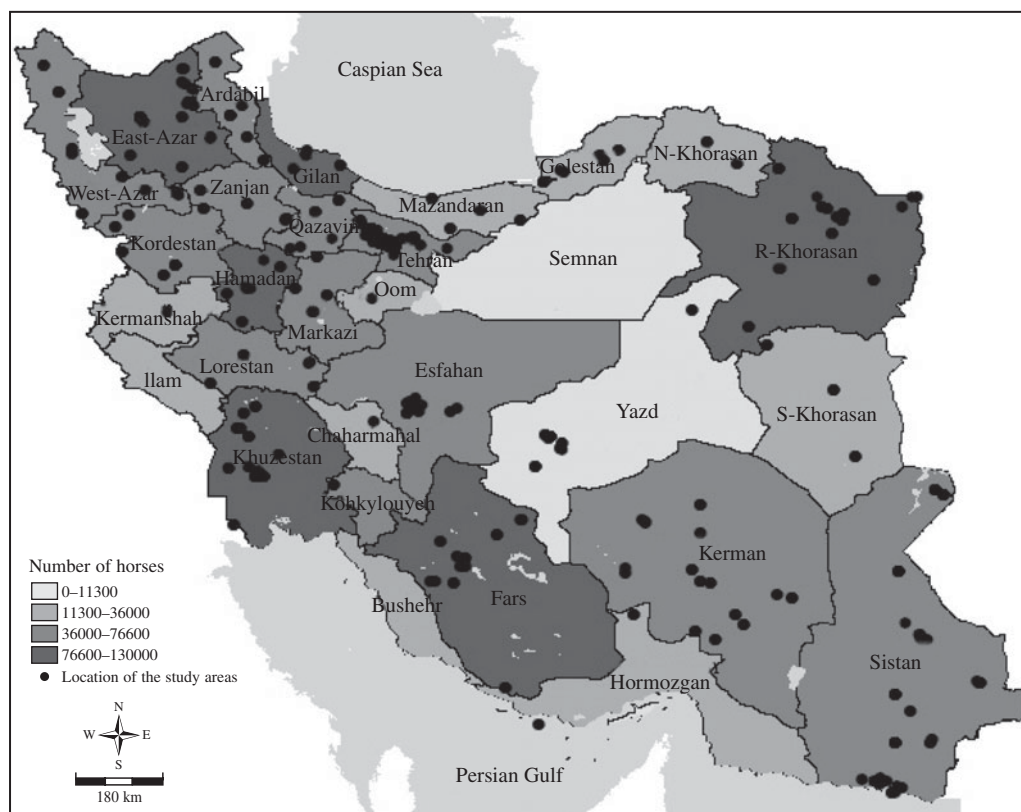 Caspian Sea
Ardabil
East-Azar
Gilan
Golestan
N-Khorasan
West-Azar
Zanjan
Mazandaran
Qazavin
Kordestan
Tehran
Semnan
R-Khorasan
Hamadan
Qom
Kermanshah
Markazi
Lorestan
Ilam
Esfahan
Yazd
S-Khorasan
Chaharmahal
Khuzestan
Kohkylouyeh
Kerman
Bushehr
Fars
Sistan
Hormozgan
Persian Gulf
Number of horses
0–11300
11300–36000
36000–76600
76600–130000
Location of the study areas
N
W E
S
180 km